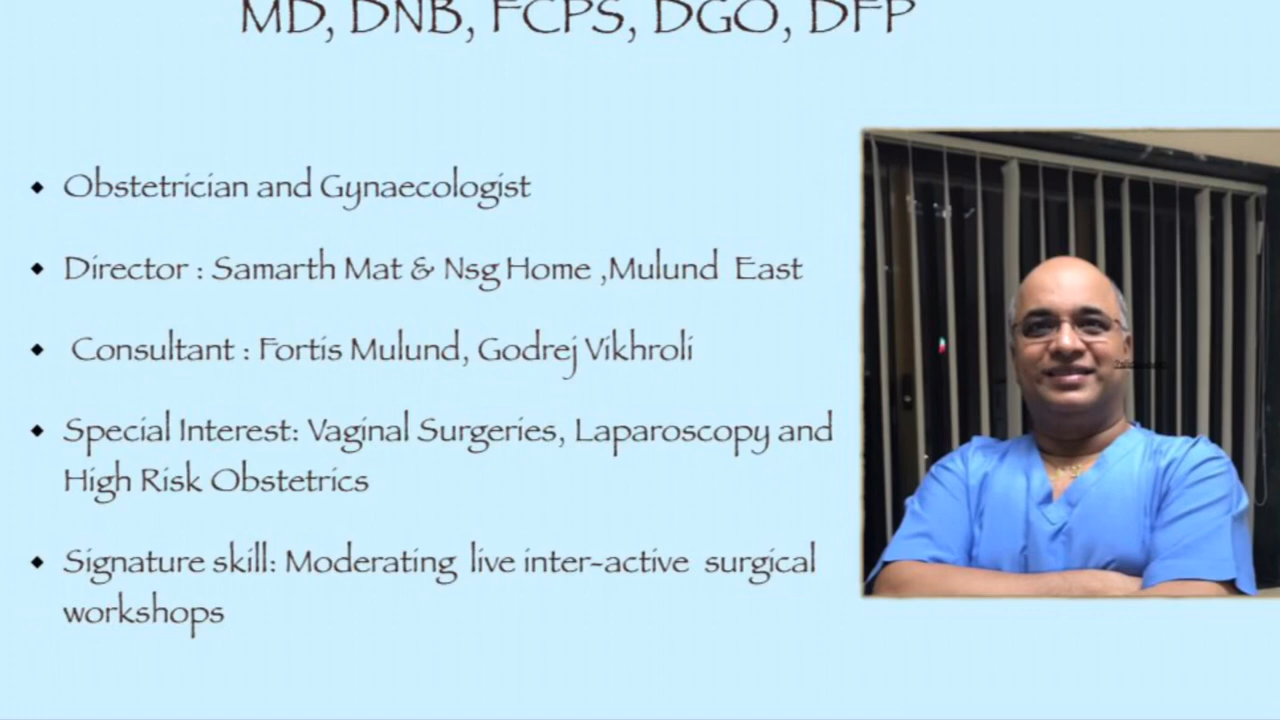 MD, DNB, FCPS, DGO, DFP
◆ Obstetrician and Gynaecologist
◆ Director : Samarth Mat & Nsg Home ,Mulund East
◆ Consultant : Fortis Mulund, Godrej Vikhroli
◆ Special Interest: Vaginal Surgeries, Laparoscopy and
High Risk Obstetrics
◆ Signature skill: Moderating live inter-active surgical
workshops